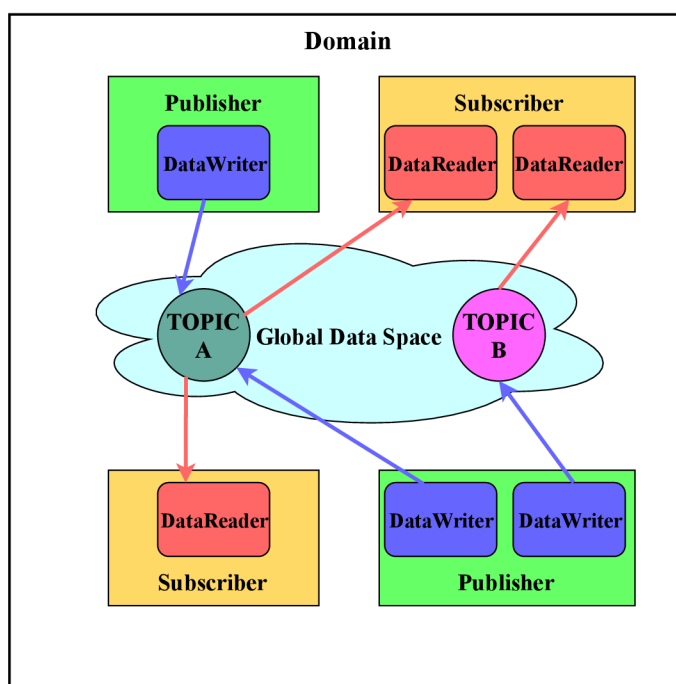 Domain
Publisher
DataWriter
Subscriber
DataReader
DataReader
TOPIC
A
Global Data Space
TOPIC
B
DataReader
Subscriber
DataWriter
DataWriter
Publisher